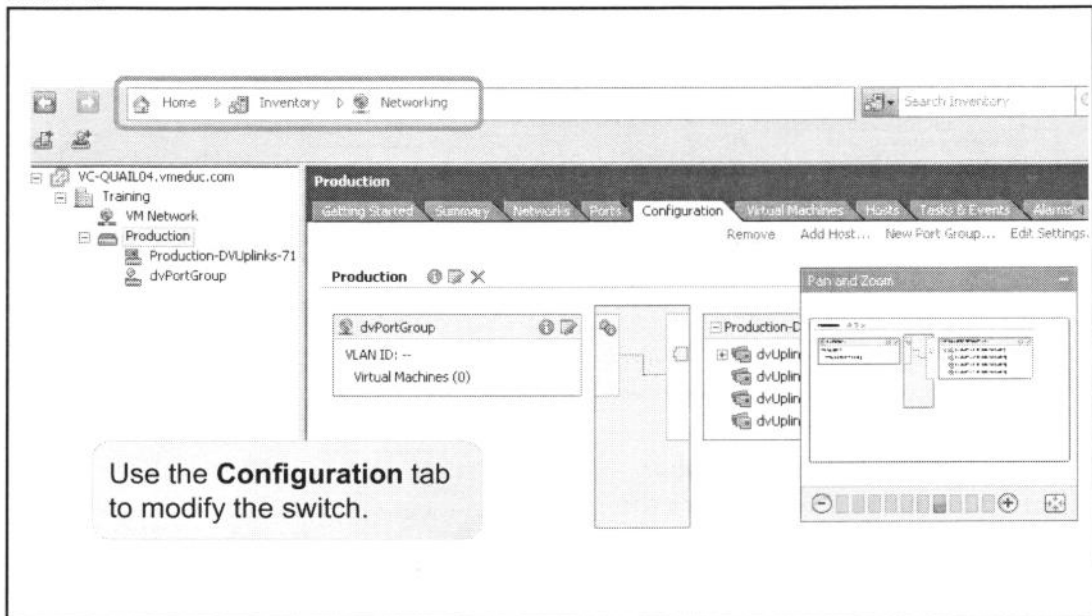 Home Inventory Networking
Search Inventory
VC-QUAIL04.vmeduc.com
Training
VM Network
Production
Production-DVUplinks-71
dvPortGroup
Production
Getting Started Summary Networks Ports Configuration Virtual Machines Hosts Tasks & Events Alarms
Remove Add Host... New Port Group... Edit Settings.
Production
Pan and Zoom
dvPortGroup
VLAN ID: --
Virtual Machines (0)
Production-D
dvUplin
dvUplin
dvUplin
dvUplin
Use the Configuration tab
to modify the switch.